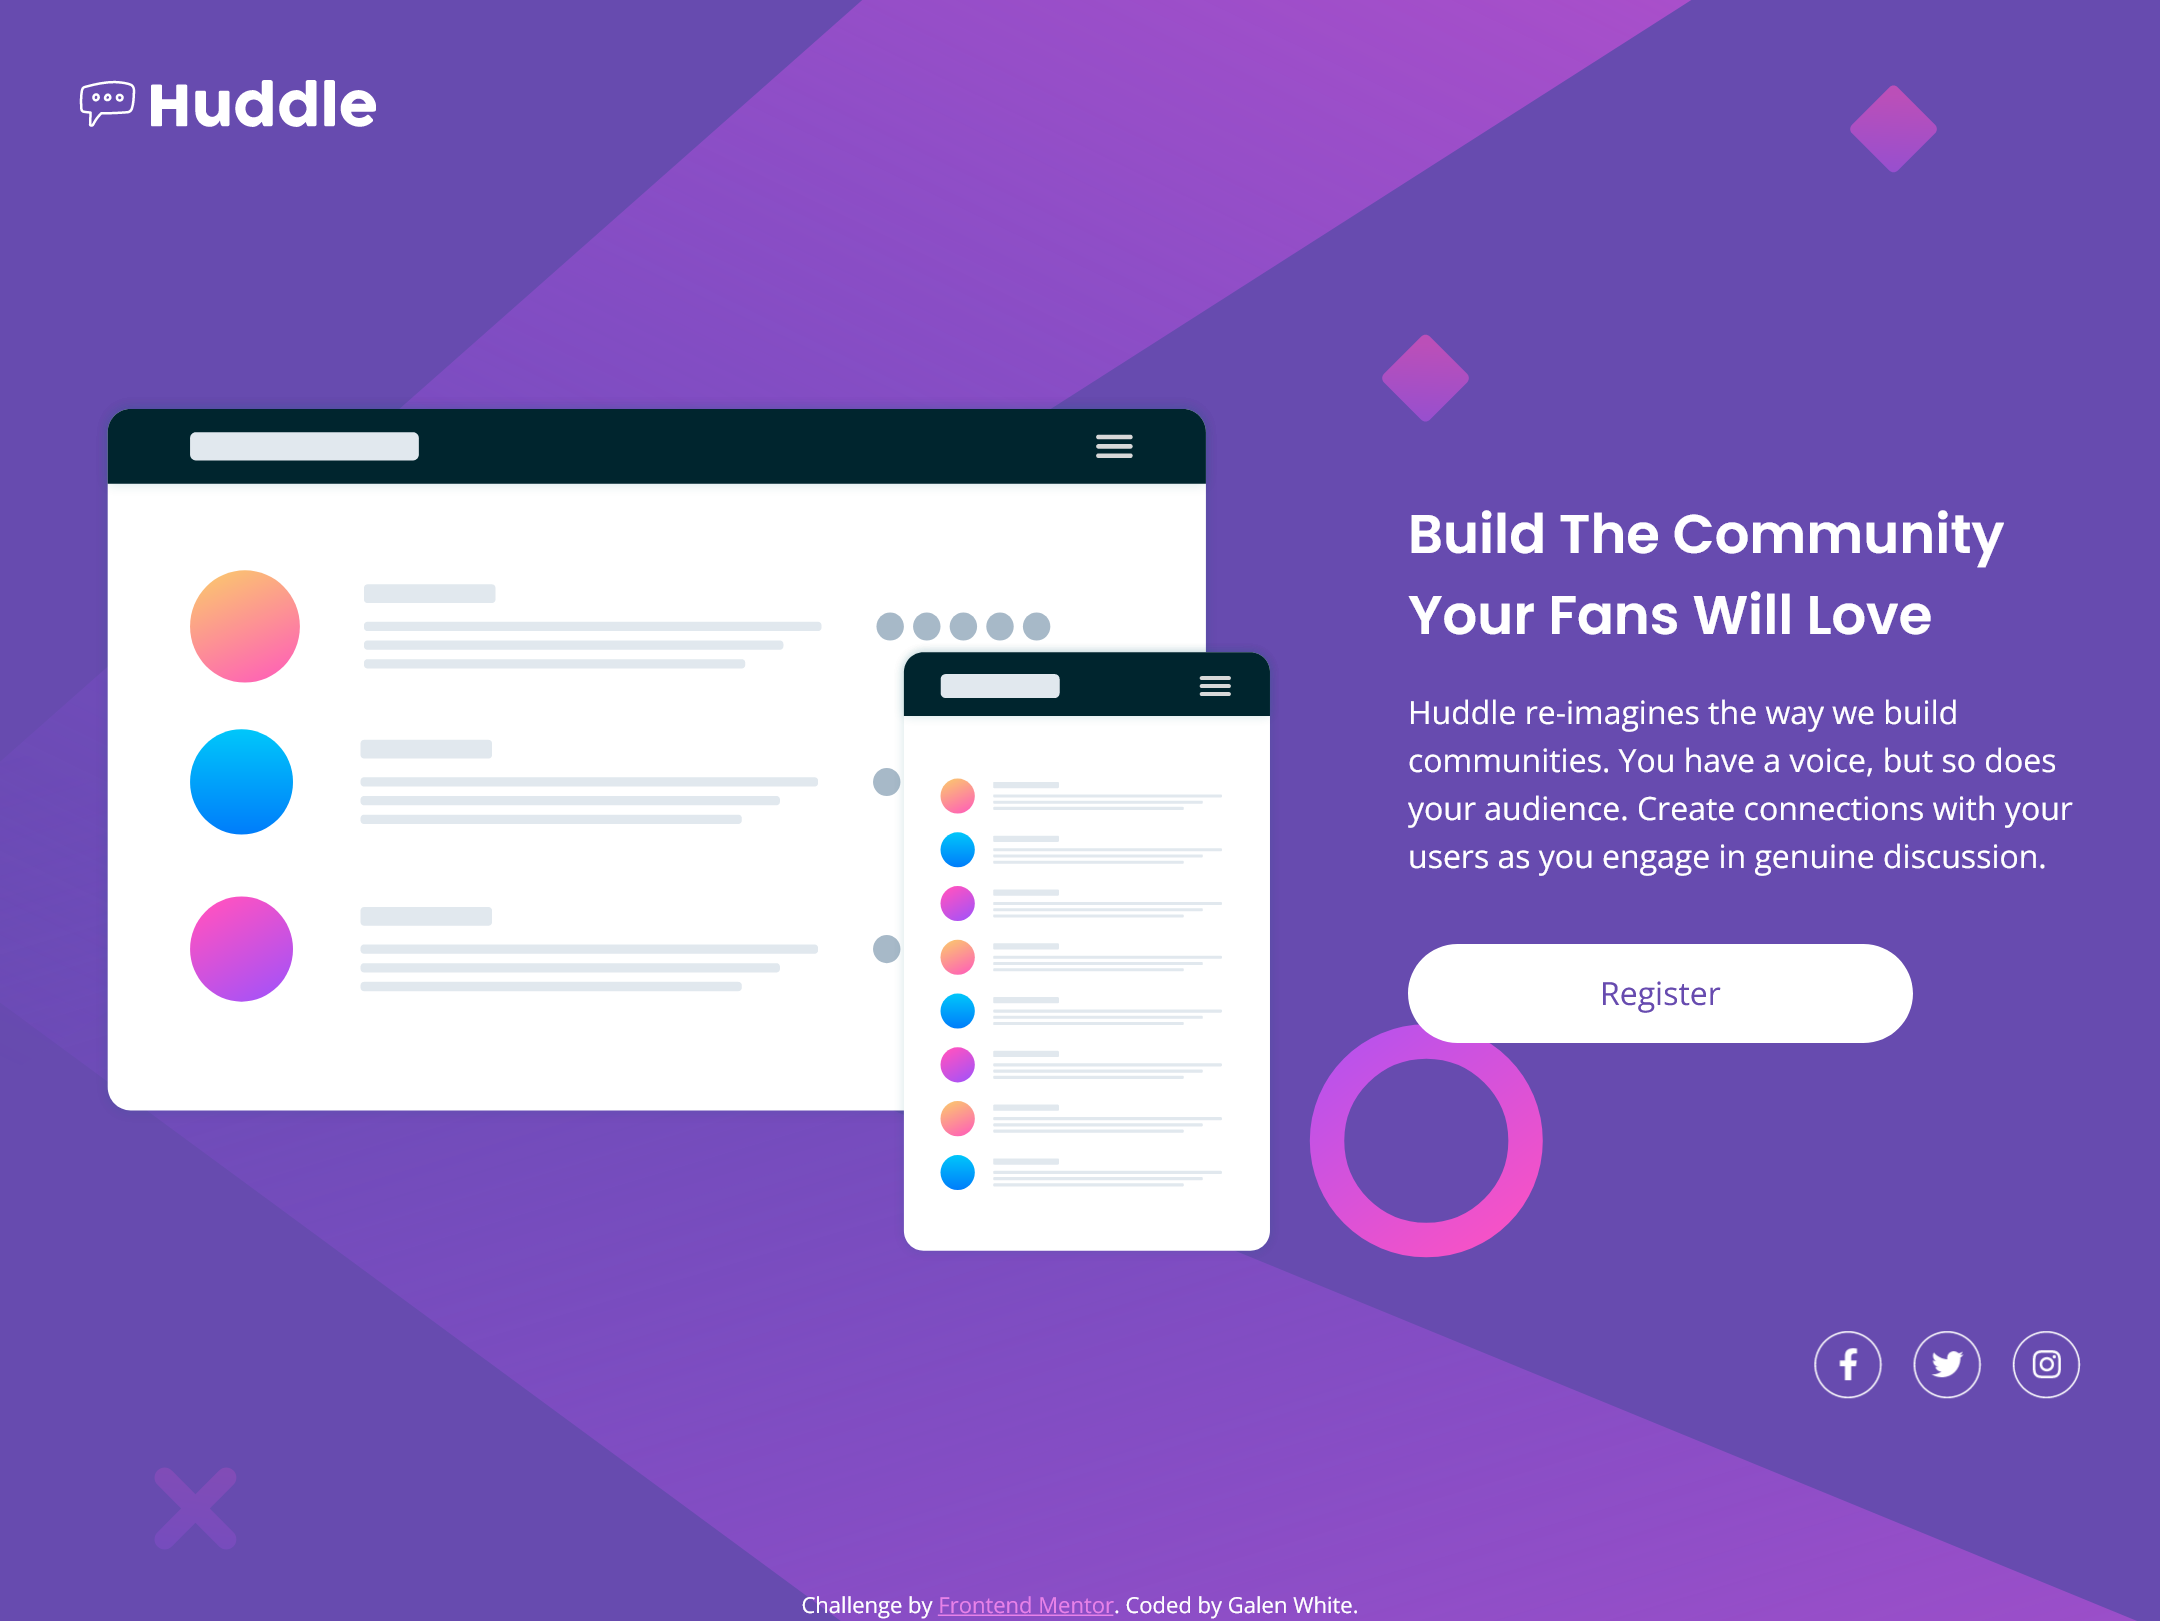 Huddle
Build The Community
Your Fans Will Love
Huddle re-imagines the way we build
communities. You have a voice, but so does
your audience. Create connections with your
users as you engage in genuine discussion.
Register
Challenge by Frontend Mentor. Coded by Galen White.